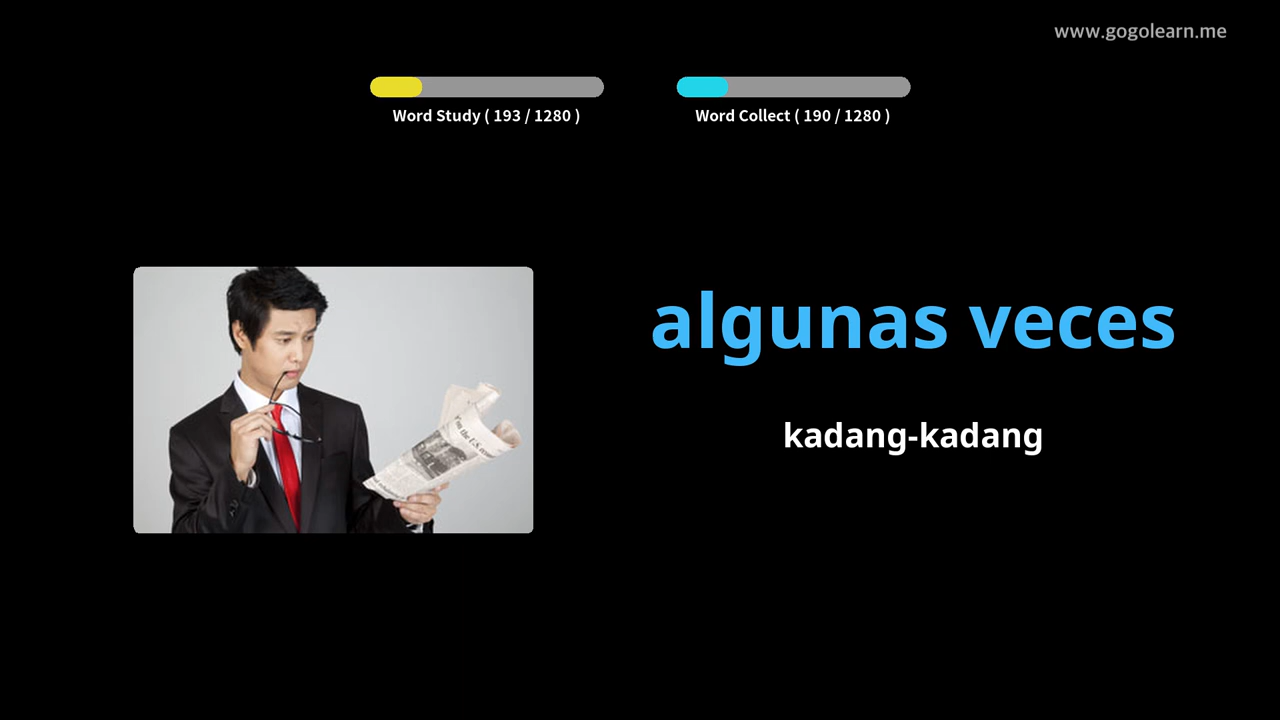 www.gogolearn.me
Word Study ( 193 / 1280 )
Word Collect ( 190 / 1280 )
algunas veces
kadang-kadang